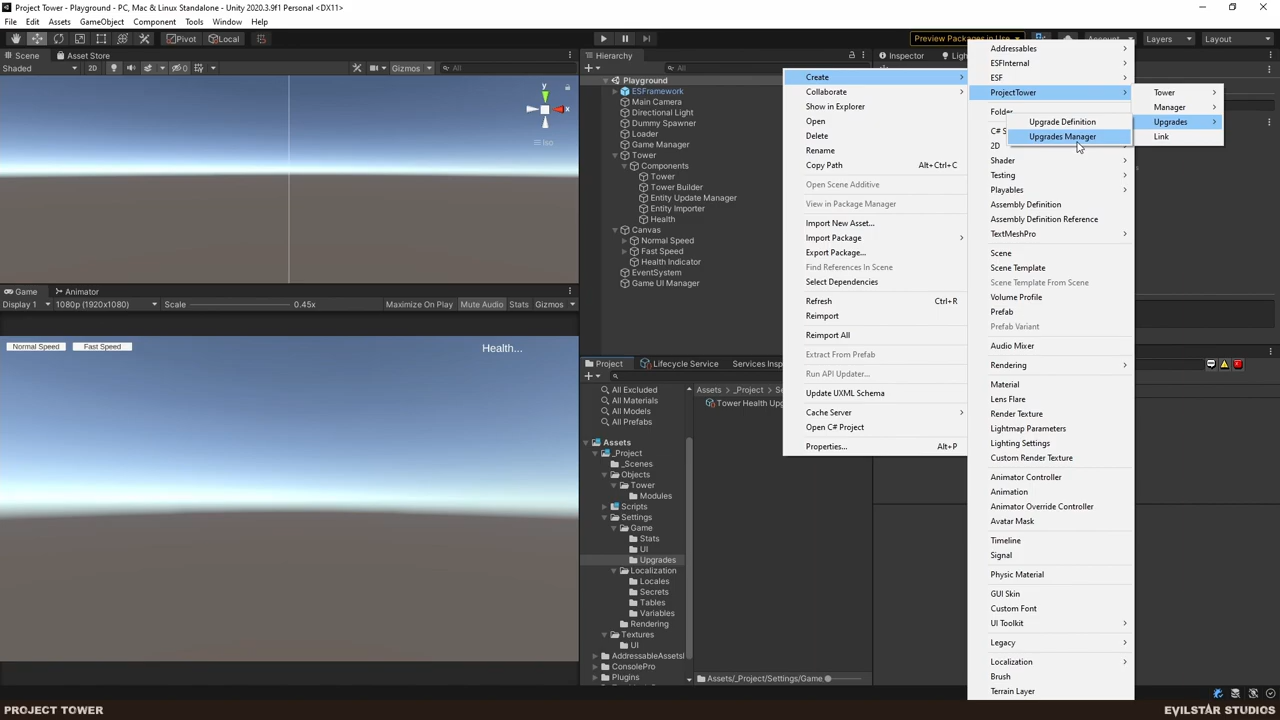 Project Tower - Playground - PC, Mac & Linux Standalone - Unity 2020.3.9f1 Personal <DX11>
File Edit Assets GameObject Component Tools Window Help
Pivot Local
Preview Packages in Use
Account
Layers
Layout
Scene
Asset Store
Shaded
2D
0
Gizmos
All
y
x
Iso
Game
Animator
Display 1
1080p (1920x1080)
Scale
0.45x
Maximize On Play
Mute Audio
Stats
Gizmos
Normal Speed
Fast Speed
Health...
Hierarchy
All
Playground
ESFramework
Main Camera
Directional Light
Dummy Spawner
Loader
Game Manager
Tower
Components
Tower
Tower Builder
Entity Update Manager
Entity Importer
Health
Canvas
Normal Speed
Fast Speed
Health Indicator
EventSystem
Game UI Manager
Project
Lifecycle Service
Services Insp
All Excluded
All Materials
All Models
All Prefabs
Assets
_Project
_Scenes
Objects
Tower
Modules
Scripts
Settings
Game
Stats
UI
Upgrades
Localization
Locales
Secrets
Tables
Variables
Rendering
Textures
UI
AddressableAssetsI
ConsolePro
Plugins
Assets > _Project > Se
Tower Health Upg
Assets/_Project/Settings/Game
Inspector
Create
Collaborate
Show in Explorer
Open
Delete
Rename
Copy Path Alt+Ctrl+C
Open Scene Additive
View in Package Manager
Import New Asset...
Import Package
Export Package...
Find References In Scene
Select Dependencies
Refresh Ctrl+R
Reimport
Reimport All
Extract From Prefab
Run API Updater...
Update UXML Schema
Cache Server
Open C# Project
Properties... Alt+P
Addressables
ESFInternal
ESF
ProjectTower
Folder
C# S
2D
Shader
Testing
Playables
Assembly Definition
Assembly Definition Reference
TextMeshPro
Scene
Scene Template
Scene Template From Scene
Volume Profile
Prefab
Prefab Variant
Audio Mixer
Rendering
Material
Lens Flare
Render Texture
Lightmap Parameters
Lighting Settings
Custom Render Texture
Animator Controller
Animation
Animator Override Controller
Avatar Mask
Timeline
Signal
Physic Material
GUI Skin
Custom Font
UI Toolkit
Legacy
Localization
Brush
Terrain Layer
Tower
Manager
Upgrades
Link
Upgrade Definition
Upgrades Manager
PROJECT TOWER
EVILSTAR STUDIOS